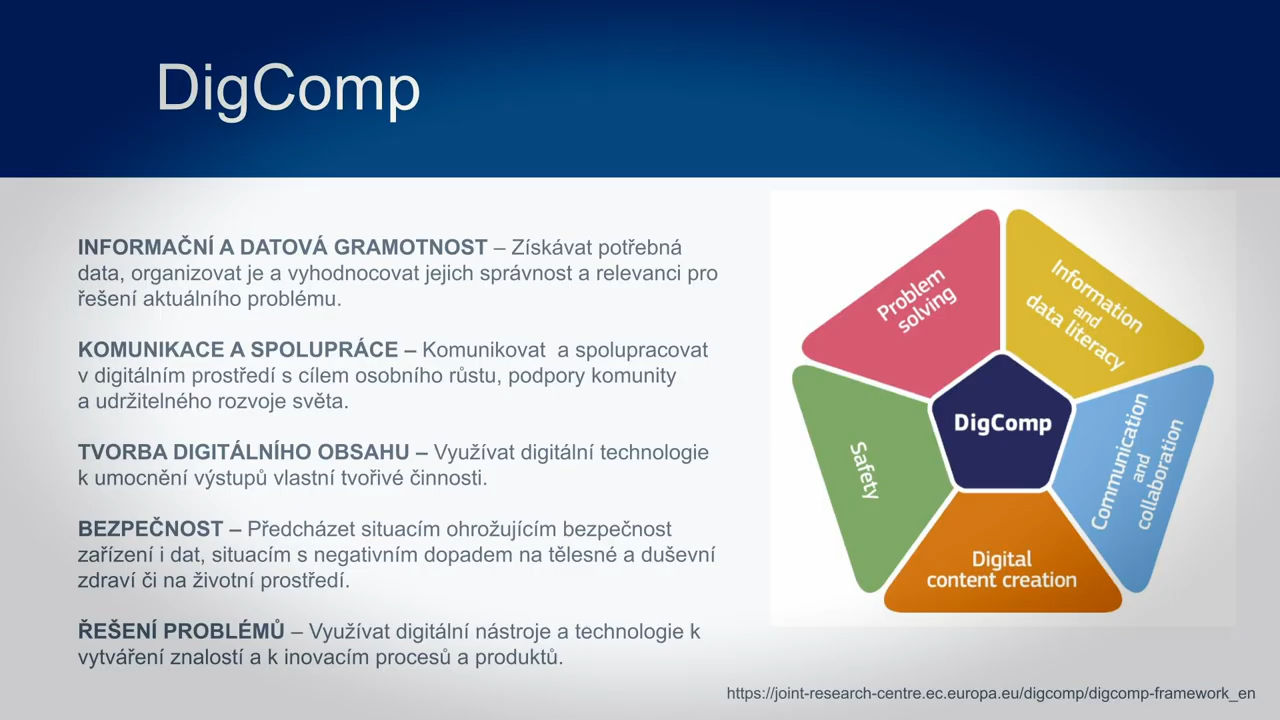 DigComp
INFORMAČNÍ A DATOVÁ GRAMOTNOST – Získávat potřebná
data, organizovat je a vyhodnocovat jejich správnost a relevanci pro
řešení aktuálního problému.
KOMUNIKACE A SPOLUPRÁCE – Komunikovat  a spolupracovat
v digitálním prostředí s cílem osobního růstu, podpory komunity
a udržitelného rozvoje světa.
TVORBA DIGITÁLNÍHO OBSAHU – Využívat digitální technologie
k umocnění výstupů vlastní tvořivé činnosti.
BEZPEČNOST – Předcházet situacím ohrožujícím bezpečnost
zařízení i dat, situacím s negativním dopadem na tělesné a duševní
zdraví či na životní prostředí.
ŘEŠENÍ PROBLÉMŮ – Využívat digitální nástroje a technologie k
vytváření znalostí a k inovacím procesů a produktů.
Problem
solving
Information
and
data literacy
DigComp
Safety
Communication
and
collaboration
Digital
content creation
https://joint-research-centre.ec.europa.eu/digcomp/digcomp-framework_en